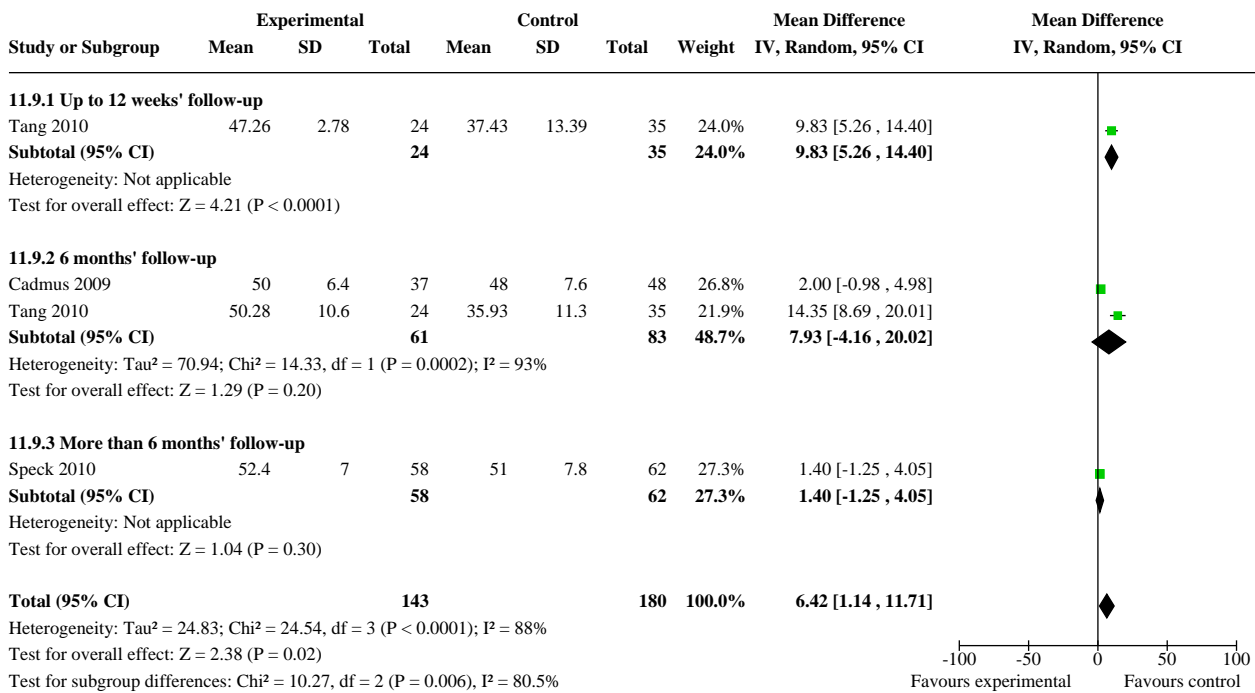 Experimental Control Mean Difference Mean Difference
Study or Subgroup Mean SD Total Mean SD Total Weight IV, Random, 95% CI IV, Random, 95% CI
11.9.1 Up to 12 weeks' follow-up
Tang 2010 47.26 2.78 24 37.43 13.39 35 24.0% 9.83 [5.26 , 14.40]
Subtotal (95% CI) 24 35 24.0% 9.83 [5.26 , 14.40]
Heterogeneity: Not applicable
Test for overall effect: Z = 4.21 (P < 0.0001)
11.9.2 6 months' follow-up
Cadmus 2009 50 6.4 37 48 7.6 48 26.8% 2.00 [-0.98 , 4.98]
Tang 2010 50.28 10.6 24 35.93 11.3 35 21.9% 14.35 [8.69 , 20.01]
Subtotal (95% CI) 61 83 48.7% 7.93 [-4.16 , 20.02]
Heterogeneity: Tau² = 70.94; Chi² = 14.33, df = 1 (P = 0.0002); I² = 93%
Test for overall effect: Z = 1.29 (P = 0.20)
11.9.3 More than 6 months' follow-up
Speck 2010 52.4 7 58 51 7.8 62 27.3% 1.40 [-1.25 , 4.05]
Subtotal (95% CI) 58 62 27.3% 1.40 [-1.25 , 4.05]
Heterogeneity: Not applicable
Test for overall effect: Z = 1.04 (P = 0.30)
Total (95% CI) 143 180 100.0% 6.42 [1.14 , 11.71]
Heterogeneity: Tau² = 24.83; Chi² = 24.54, df = 3 (P < 0.0001); I² = 88%
Test for overall effect: Z = 2.38 (P = 0.02)
-100 -50 0 50 100
Test for subgroup differences: Chi² = 10.27, df = 2 (P = 0.006), I² = 80.5%
Favours experimental Favours control